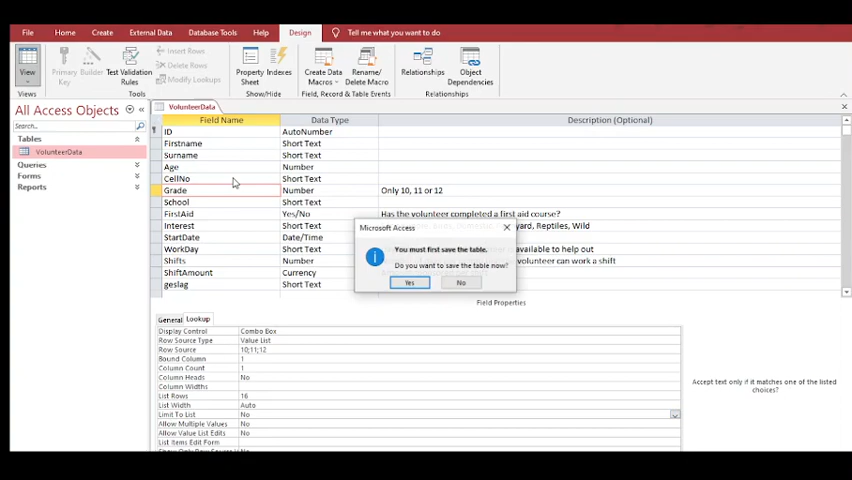 File Home Create External Data Database Tools Help Design Tell me what you want to do
View Primary Key Builder Test Validation Rules Insert Rows Delete Rows Modify Lookups Property Sheet Indexes Create Data Macros Rename/ Delete Macro Relationships Object Dependencies
Views Tools Show/Hide Field, Record & Table Events Relationships
All Access Objects
Search...
Tables
VolunteerData
Queries
Forms
Reports
VolunteerData
Field Name Data Type Description (Optional)
ID AutoNumber
Firstname Short Text
Surname Short Text
Age Number
CellNo Short Text
Grade Number Only 10, 11 or 12
School Short Text
FirstAid Yes/No Has the volunteer completed a first aid course?
Interest Short Text yard, Reptiles, Wild
StartDate Date/Time
WorkDay Short Text is available to help out
Shifts Number volunteer can work a shift
ShiftAmount Currency
geslag Short Text
Microsoft Access
You must first save the table.
Do you want to save the table now?
Yes No
Field Properties
General Lookup
Display Control Combo Box
Row Source Type Value List
Row Source 10;11;12
Bound Column 1
Column Count 1
Column Heads No
Column Widths
List Rows 16
List Width Auto
Limit To List No
Allow Multiple Values No
Allow Value List Edits No
List Items Edit Form
Accept text only if it matches one of the listed
choices?